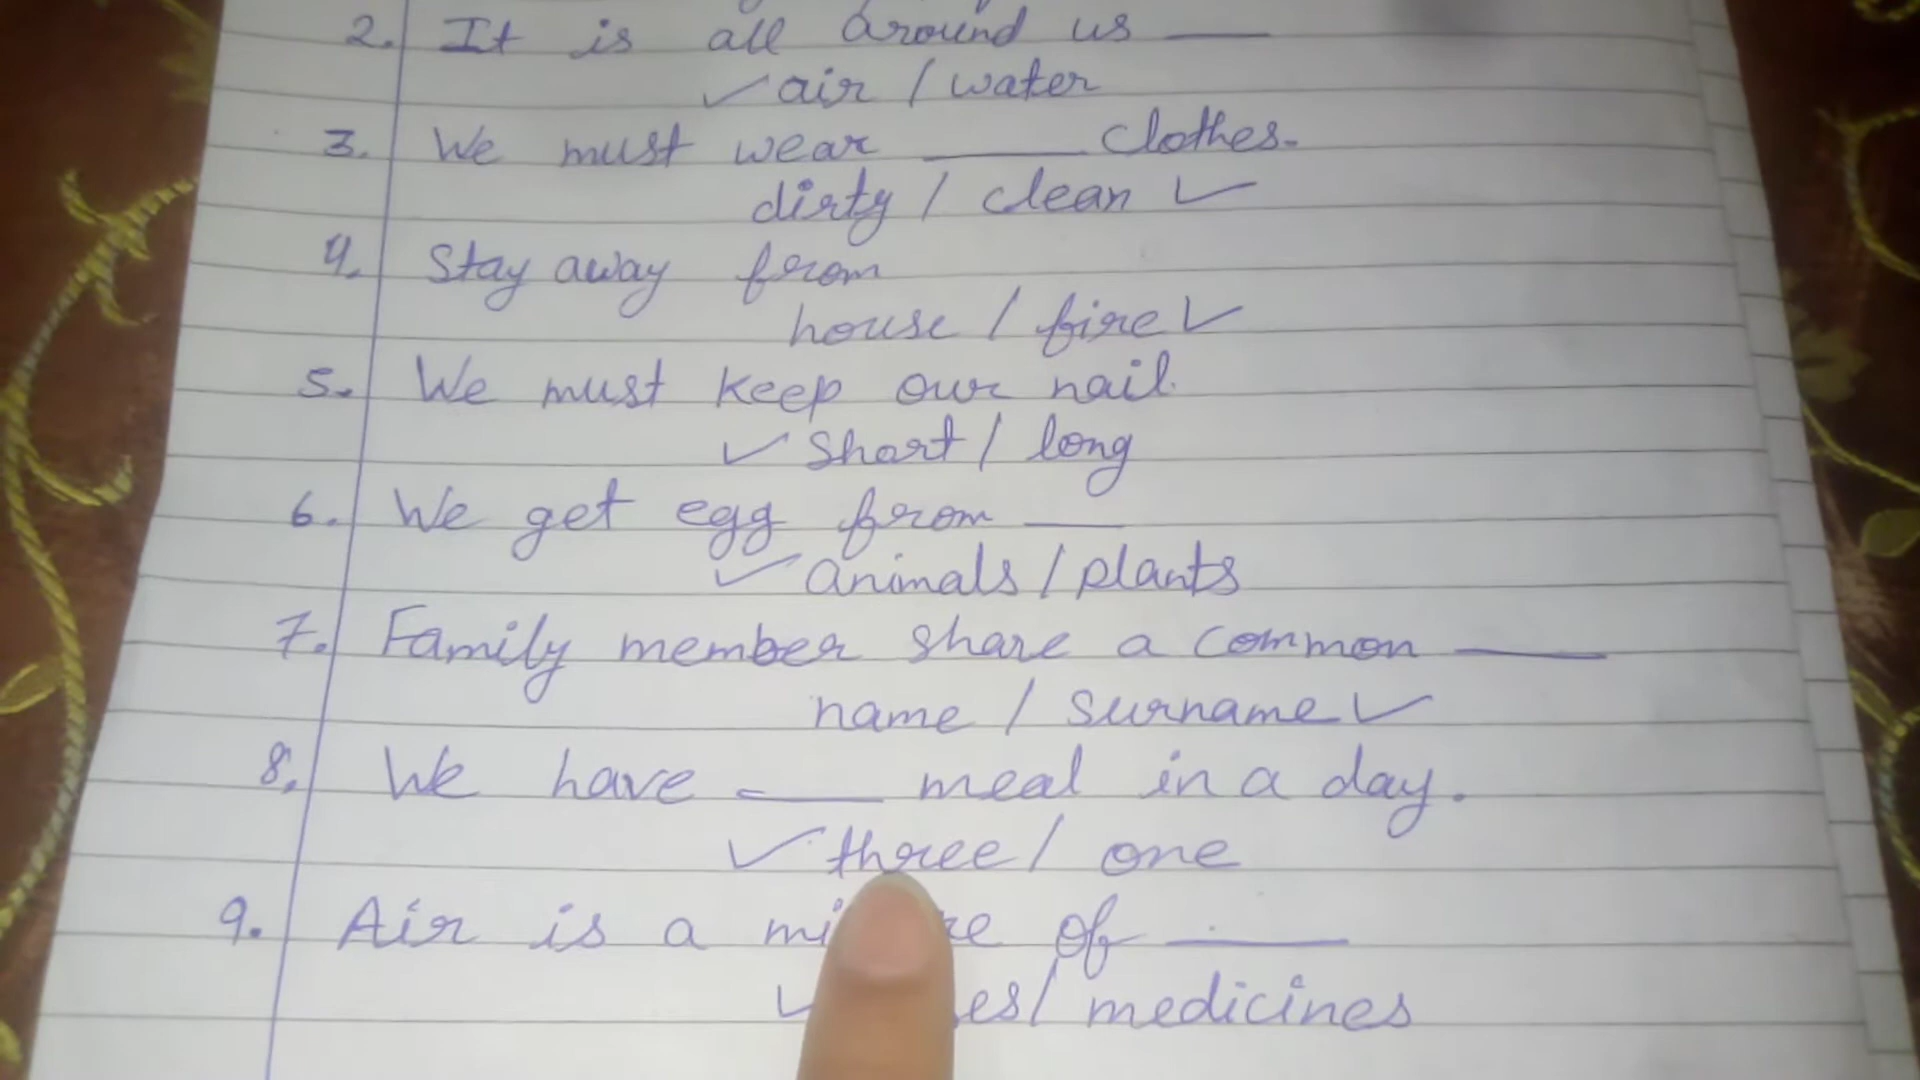 2. It is all around us ___
✓ air / water
3. We must wear ___ clothes.
dirty / clean ✓
4. Stay away from
house / fire ✓
5. We must keep our nail.
✓ Short / long
6. We get egg from ___
✓ animals / plants
7. Family member share a common ___
name / surname ✓
8. We have ___ meal in a day.
✓ three / one
9. Air is a of ___
✓ / medicines